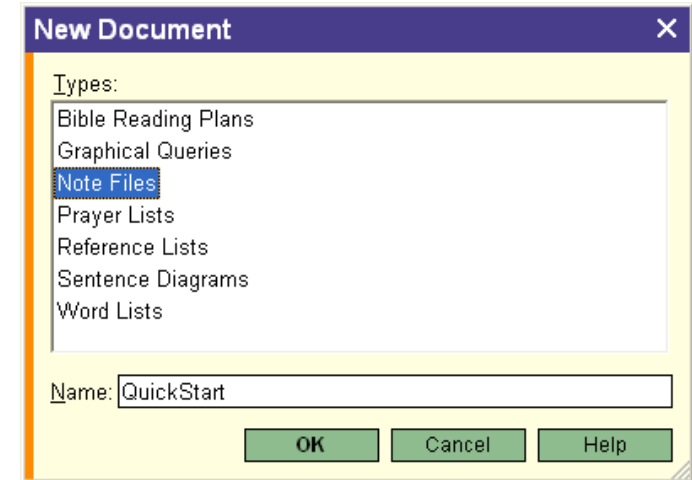 New Document
Types:
Bible Reading Plans
Graphical Queries
Note Files
Prayer Lists
Reference Lists
Sentence Diagrams
Word Lists
Name: QuickStart
OK Cancel Help